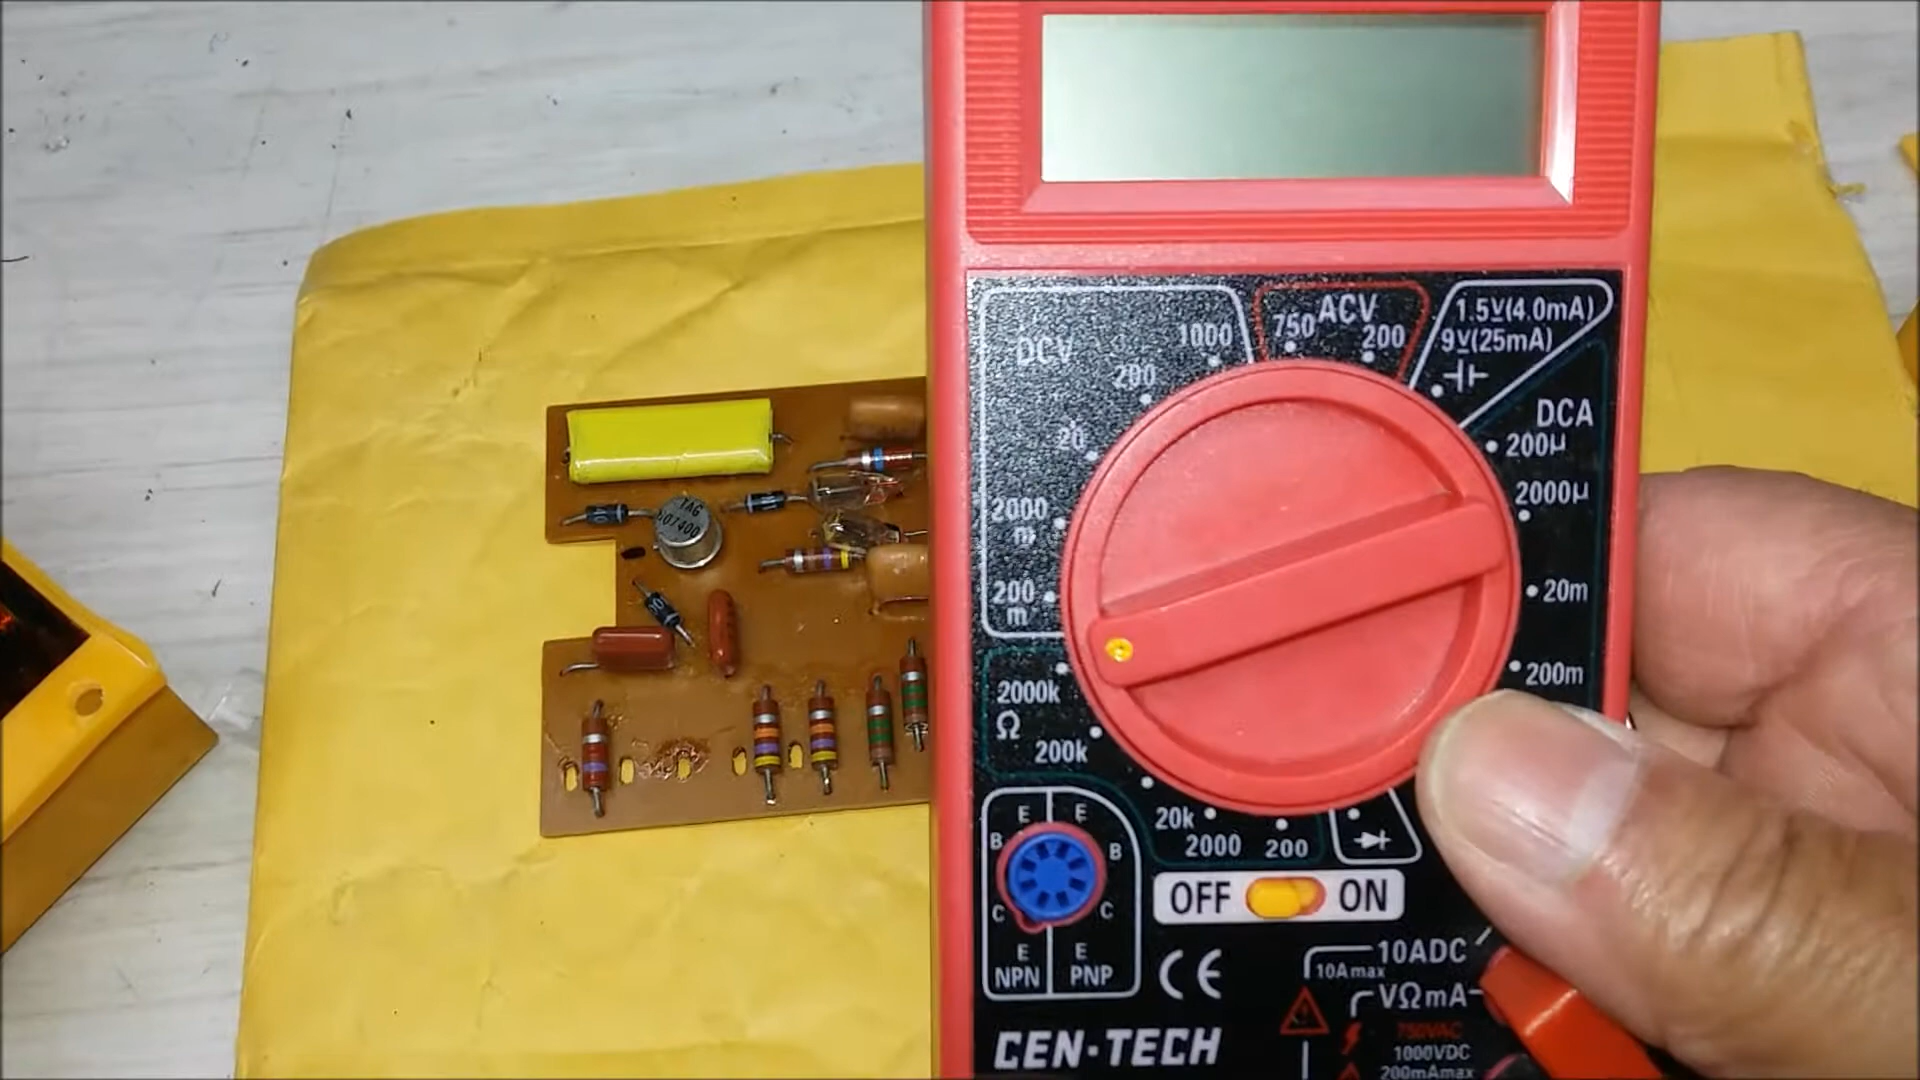 ACV
1.5V(4.0mA)
9V(25mA)
DCV
1000
750
200
200
20
2000
m
200
m
DCA
200µ
2000µ
20m
200m
2000k
Ω
200k
20k
2000
200
E
E
B
B
C
C
E
E
NPN
PNP
OFF
ON
10ADC
10Amax
VΩmA
750VAC
1000VDC
200mAmax
CE
CEN-TECH
TAG